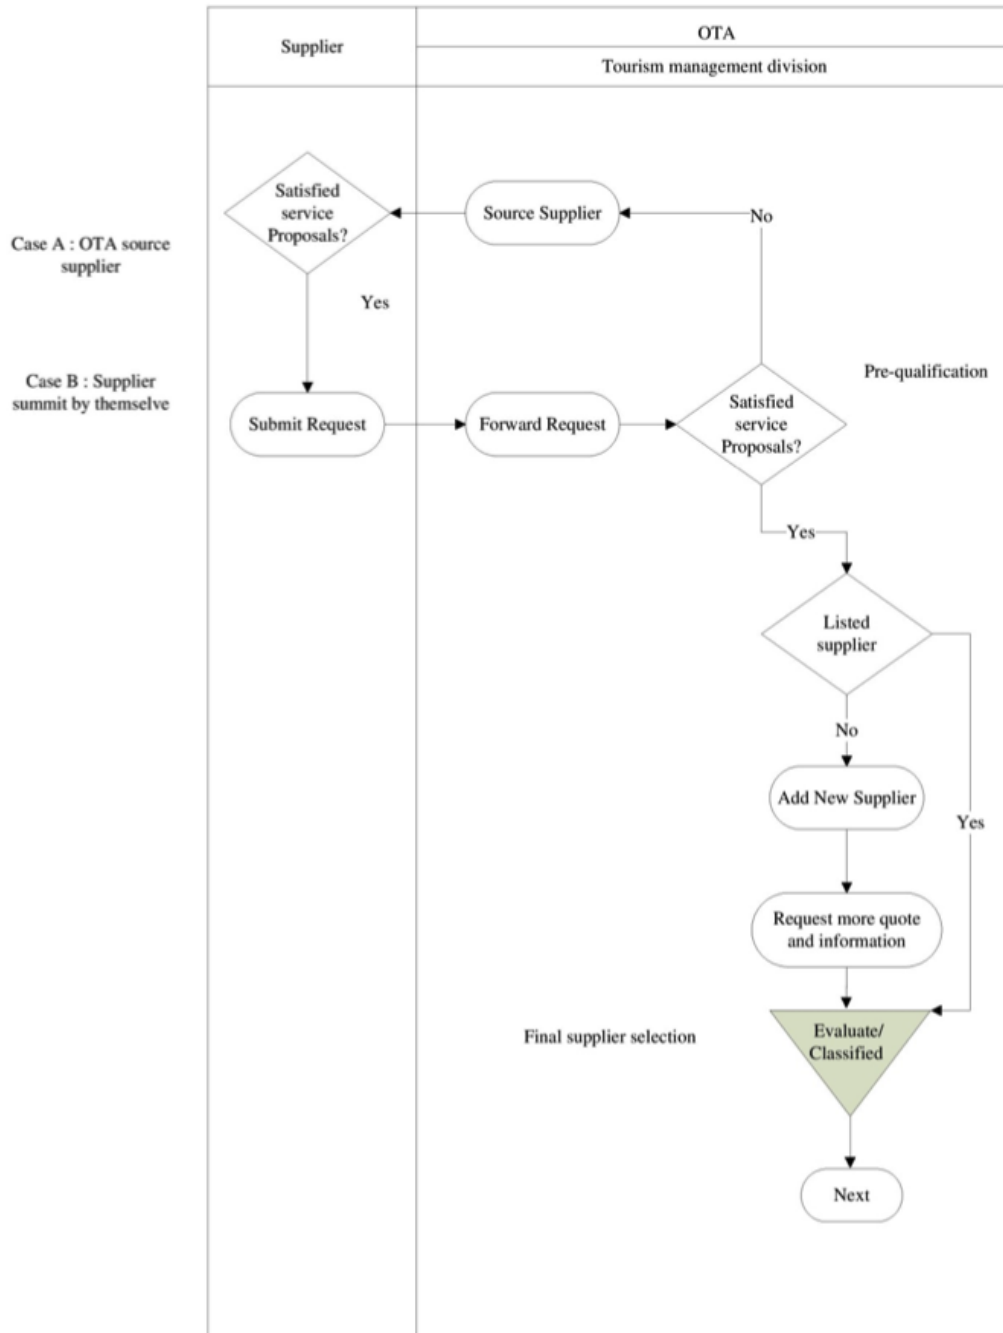 Supplier
OTA
Tourism management division
Satisfied
service
Proposals?
Source Supplier
No
Case A : OTA source
supplier
Yes
Case B : Supplier
summit by themselve
Pre-qualification
Submit Request
Forward Request
Satisfied
service
Proposals?
Yes
Listed
supplier
No
Add New Supplier
Yes
Request more quote
and information
Final supplier selection
Evaluate/
Classified
Next